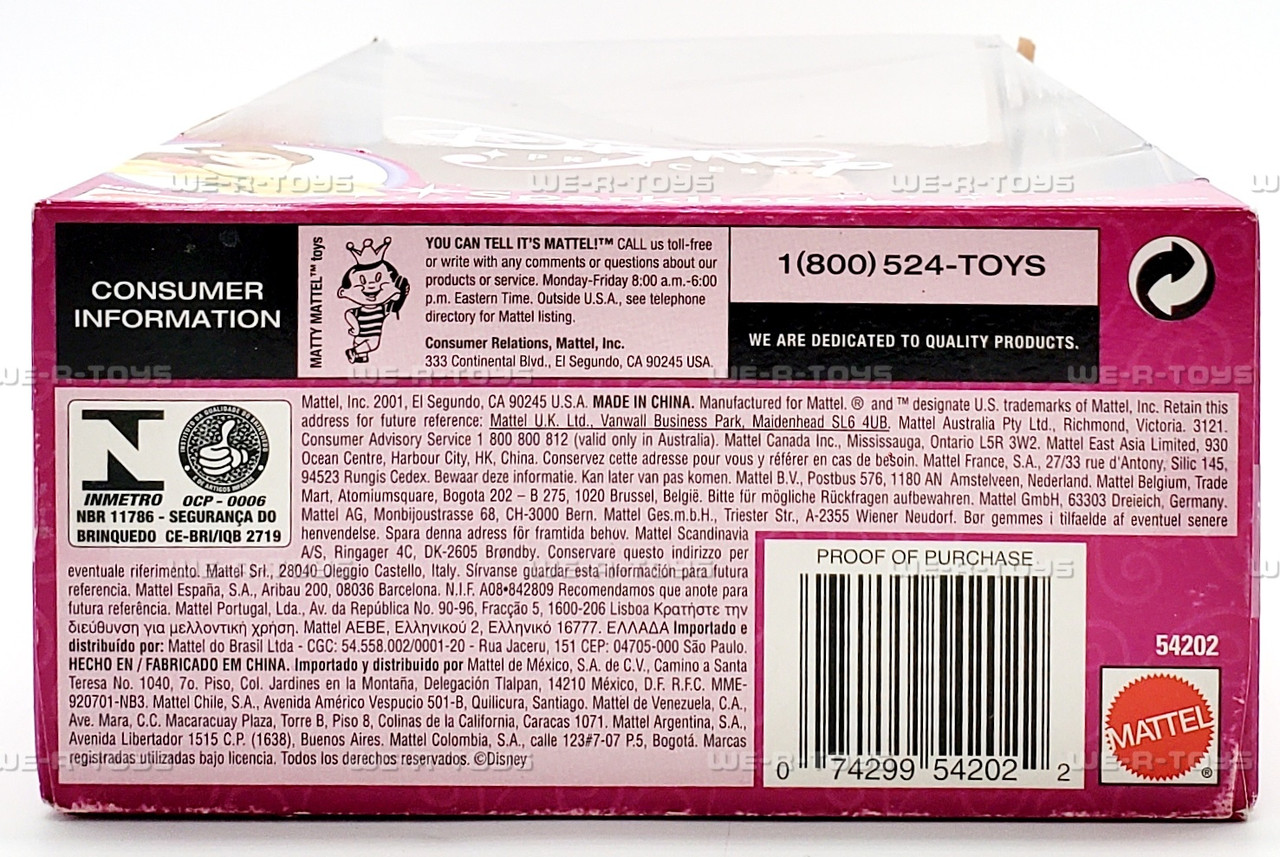 Disney
PRINCESS
CONSUMER
INFORMATION
MATTY MATTEL™ toys
YOU CAN TELL IT'S MATTEL!™ CALL us toll-free
or write with any comments or questions about our
products or service. Monday-Friday 8:00 a.m.-6:00
p.m. Eastern Time. Outside U.S.A., see telephone
directory for Mattel listing.
Consumer Relations, Mattel, Inc.
333 Continental Blvd., El Segundo, CA 90245 USA.
1(800) 524-TOYS
WE ARE DEDICATED TO QUALITY PRODUCTS.
INMETRO OCP - 0006
NBR 11786 - SEGURANÇA DO
BRINQUEDO CE-BRI/IQB 2719
Mattel, Inc. 2001, El Segundo, CA 90245 U.S.A. MADE IN CHINA. Manufactured for Mattel. ® and ™ designate U.S. trademarks of Mattel, Inc. Retain this
address for future reference: Mattel U.K. Ltd., Vanwall Business Park, Maidenhead SL6 4UB. Mattel Australia Pty Ltd., Richmond, Victoria. 3121.
Consumer Advisory Service 1 800 800 812 (valid only in Australia). Mattel Canada Inc., Mississauga, Ontario L5R 3W2. Mattel East Asia Limited, 930
Ocean Centre, Harbour City, HK, China. Conservez cette adresse pour vous y référer en cas de besoin. Mattel France, S.A., 27/33 rue d'Antony, Silic 145,
94523 Rungis Cedex. Bewaar deze informatie. Kan later van pas komen. Mattel B.V., Postbus 576, 1180 AN Amstelveen, Nederland. Mattel Belgium, Trade
Mart, Atomiumsquare, Bogota 202 – B 275, 1020 Brussel, België. Bitte für mögliche Rückfragen aufbewahren. Mattel GmbH, 63303 Dreieich, Germany.
Mattel AG, Monbijoustrasse 68, CH-3000 Bern. Mattel Ges.m.b.H., Triester Str., A-2355 Wiener Neudorf. Bør gemmes i tilfaelde af eventuel senere
henvendelse. Spara denna adress för framtida behov. Mattel Scandinavia
A/S, Ringager 4C, DK-2605 Brøndby. Conservare questo indirizzo per
eventuale riferimento. Mattel Srl., 28040 Oleggio Castello, Italy. Sírvanse guardar esta información para futura
referencia. Mattel España, S.A., Aribau 200, 08036 Barcelona. N.I.F. A08•842809 Recomendamos que anote para
futura referência. Mattel Portugal, Lda., Av. da República No. 90-96, Fracção 5, 1600-206 Lisboa Κρατήστε την
διεύθυνση για μελλοντική χρήση. Mattel AEBE, Ελληνικού 2, Ελληνικό 16777. ΕΛΛΑΔΑ Importado e
distribuído por: Mattel do Brasil Ltda - CGC: 54.558.002/0001-20 - Rua Jaceru, 151 CEP: 04705-000 São Paulo.
HECHO EN / FABRICADO EM CHINA. Importado y distribuido por Mattel de México, S.A. de C.V., Camino a Santa
Teresa No. 1040, 7o. Piso, Col. Jardines en la Montaña, Delegación Tlalpan, 14210 México, D.F. R.F.C. MME-
920701-NB3. Mattel Chile, S.A., Avenida Américo Vespucio 501-B, Quilicura, Santiago. Mattel de Venezuela, C.A.,
Ave. Mara, C.C. Macaracuay Plaza, Torre B, Piso 8, Colinas de la California, Caracas 1071. Mattel Argentina, S.A.,
Avenida Libertador 1515 C.P. (1638), Buenos Aires. Mattel Colombia, S.A., calle 123#7-07 P.5, Bogotá. Marcas
registradas utilizadas bajo licencia. Todos los derechos reservados. ©Disney
PROOF OF PURCHASE
0 74299 54202 2
54202
MATTEL
®
WE-R-TOYS